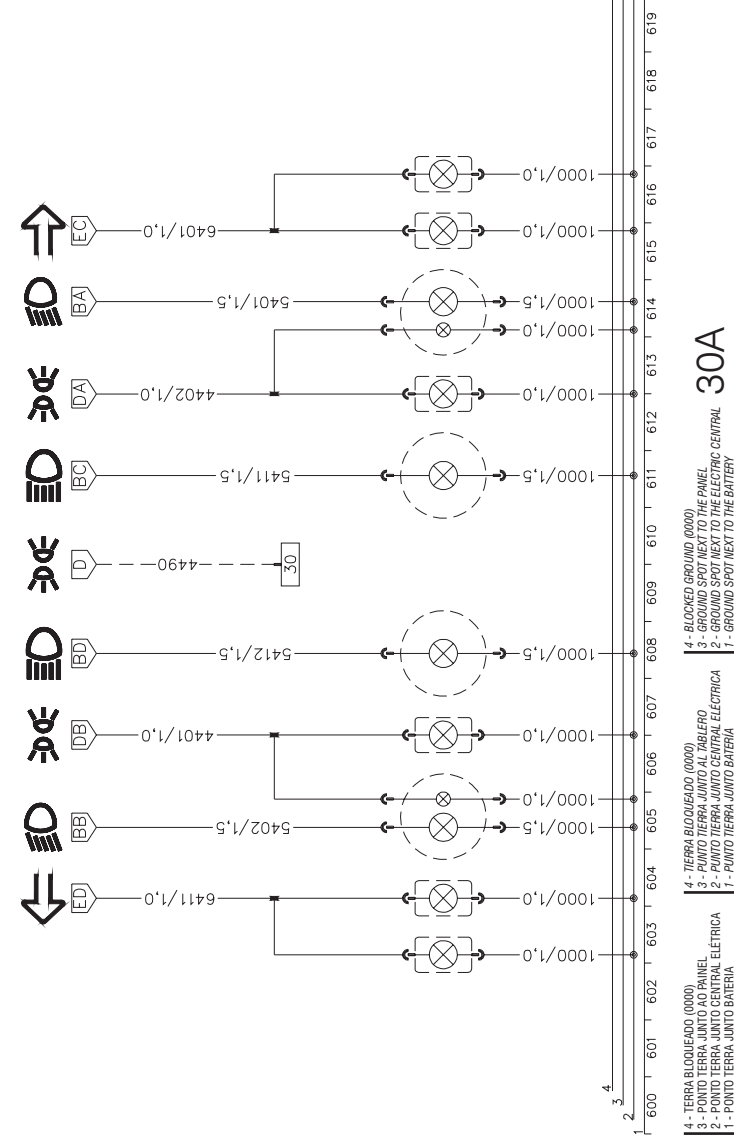 ED
BB
DB
BD
D
BC
DA
BA
EC
6411/1,0
5402/1,5
4401/1,0
5412/1,5
4490
5411/1,5
4402/1,0
5401/1,5
6401/1,0
30
1000/1,0
1000/1,0
1000/1,5
1000/1,0
1000/1,0
1000/1,5
1000/1,5
1000/1,0
1000/1,0
1000/1,5
1000/1,0
1000/1,0
4
3
2
1
600 601 602 603 604 605 606 607 608 609 610 611 612 613 614 615 616 617 618 619
4 - TERRA BLOQUEADO (0000)
3 - PONTO TERRA JUNTO AO PAINEL
2 - PONTO TERRA JUNTO CENTRAL ELÉTRICA
1 - PONTO TERRA JUNTO BATERIA
4 - TIERRA BLOQUEADO (0000)
3 - PUNTO TIERRA JUNTO AL TABLERO
2 - PUNTO TIERRA JUNTO CENTRAL ELÉCTRICA
1 - PUNTO TIERRA JUNTO BATERÍA
4 - BLOCKED GROUND (0000)
3 - GROUND SPOT NEXT TO THE PANEL
2 - GROUND SPOT NEXT TO THE ELECTRIC CENTRAL
1 - GROUND SPOT NEXT TO THE BATTERY
30A